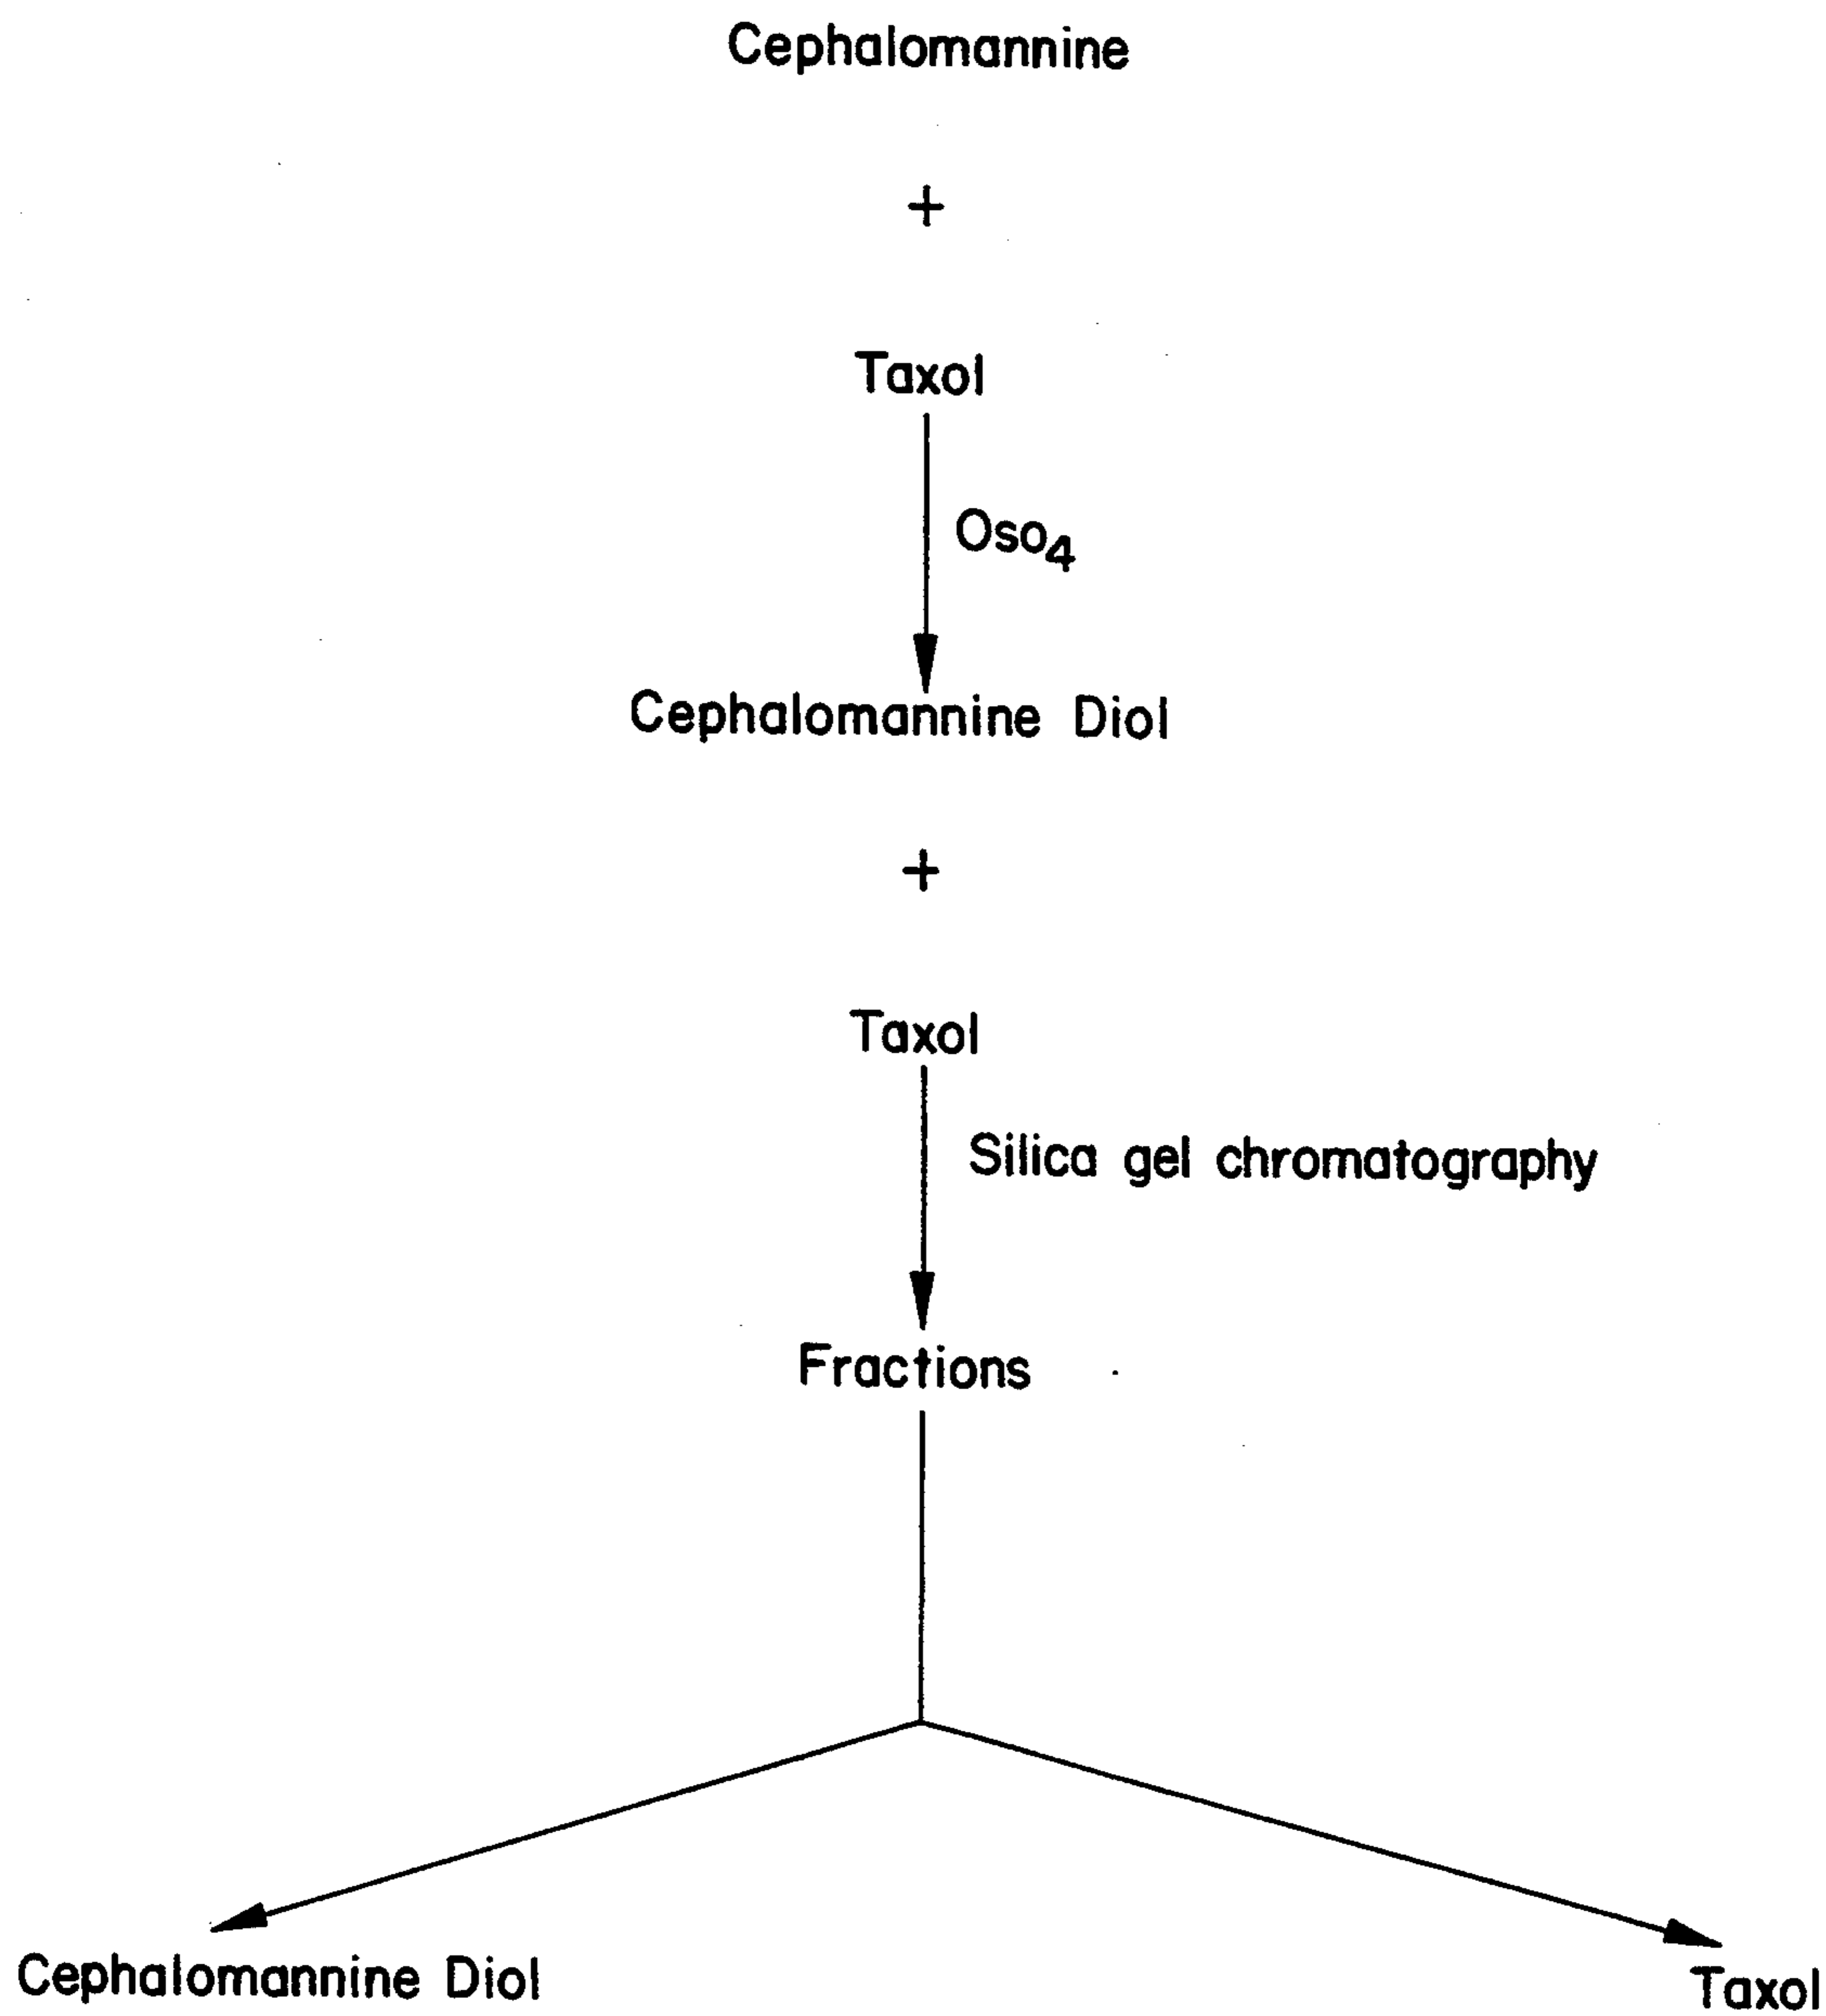 Cephalomannine
+
Taxol
Oso4
Cephalomannine Diol
+
Taxol
Silica gel chromatography
Fractions
Cephalomannine Diol
Taxol